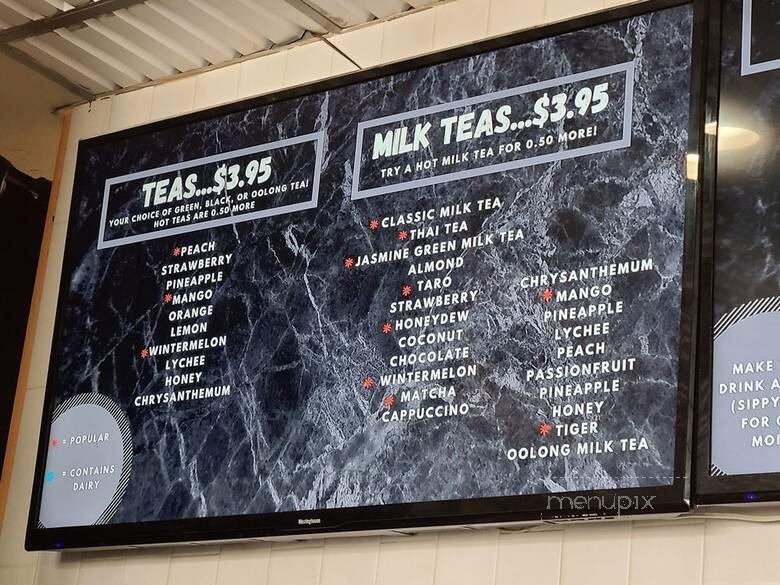 TEAS...$3.95
YOUR CHOICE OF GREEN, BLACK, OR OOLONG TEA!
HOT TEAS ARE 0.50 MORE
* PEACH
STRAWBERRY
PINEAPPLE
* MANGO
ORANGE
LEMON
* WINTERMELON
LYCHEE
HONEY
CHRYSANTHEMUM
* = POPULAR
= CONTAINS
DAIRY
MILK TEAS...$3.95
TRY A HOT MILK TEA FOR 0.50 MORE!
* CLASSIC MILK TEA
* THAI TEA
* JASMINE GREEN MILK TEA
ALMOND
* TARO
STRAWBERRY
* HONEYDEW
COCONUT
CHOCOLATE
* WINTERMELON
* MATCHA
CAPPUCCINO
CHRYSANTHEMUM
* MANGO
PINEAPPLE
LYCHEE
PEACH
PASSIONFRUIT
PINEAPPLE
HONEY
* TIGER
OOLONG MILK TEA
MAKE
DRINK A
(SIPPY
FOR
Westinghouse
menupix